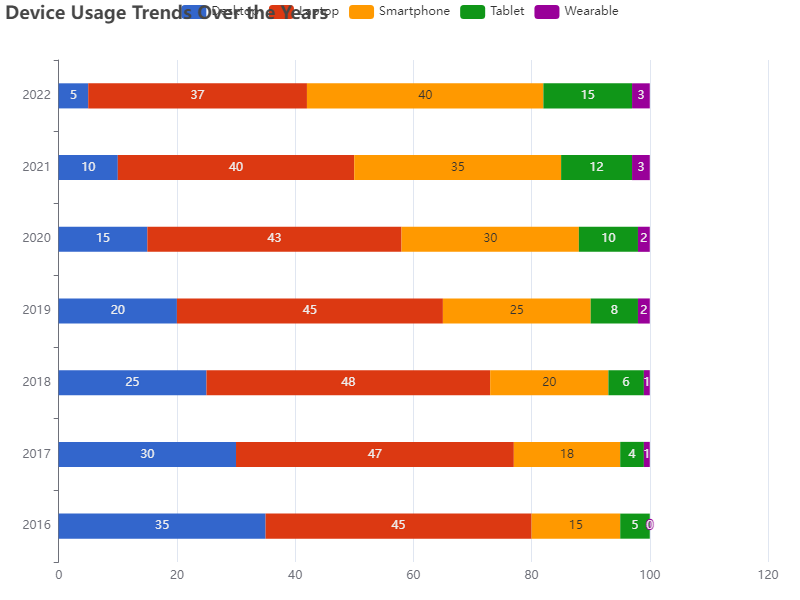 Device Usage Trends Over the Years
Desktop Laptop Smartphone Tablet Wearable
2022 5 37 40 15 3
2021 10 40 35 12 3
2020 15 43 30 10 2
2019 20 45 25 8 2
2018 25 48 20 6 1
2017 30 47 18 4 1
2016 35 45 15 5 0
0 20 40 60 80 100 120